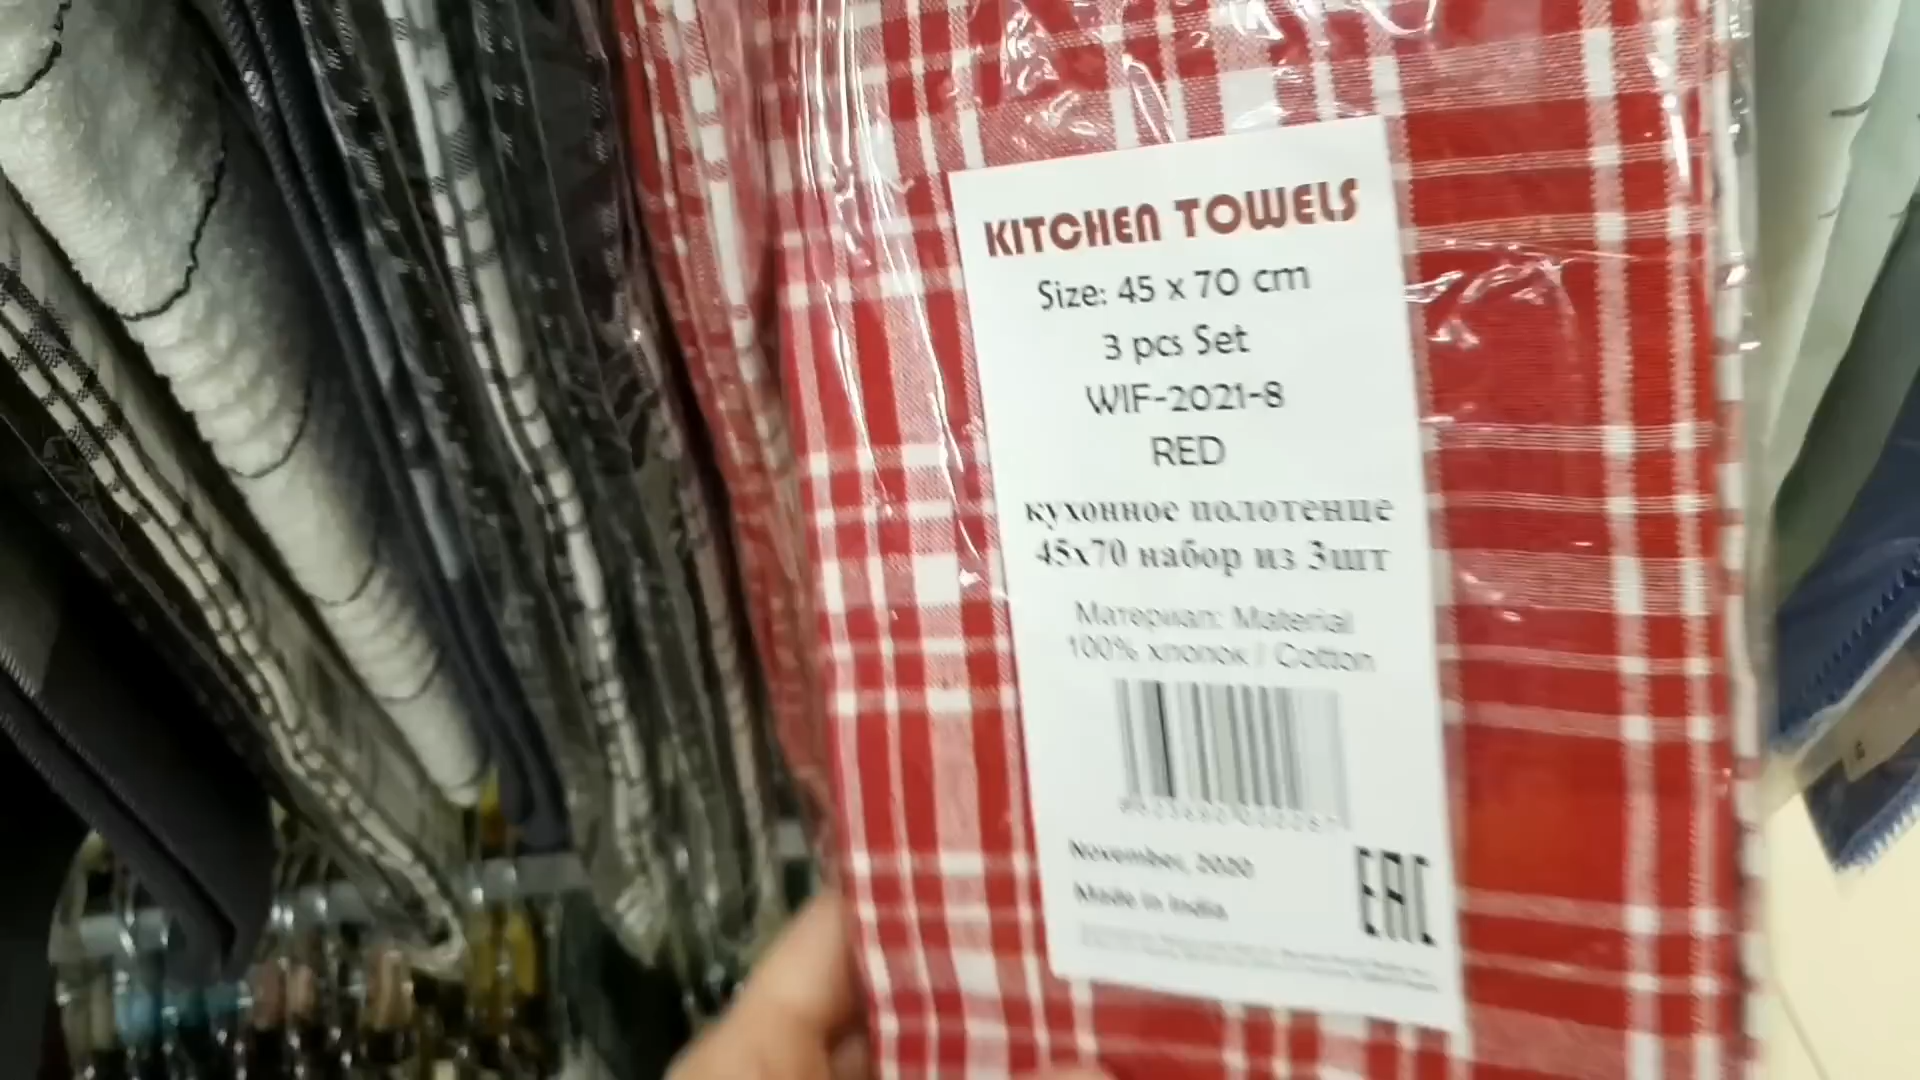 KITCHEN TOWELS
Size: 45 x 70 cm
3 pcs Set
WIF-2021-8
RED
кухонное полотенце
45x70 набор из 3шт
Материал: Material
100% хлопок / Cotton
November, 2020
Made in India
EAC